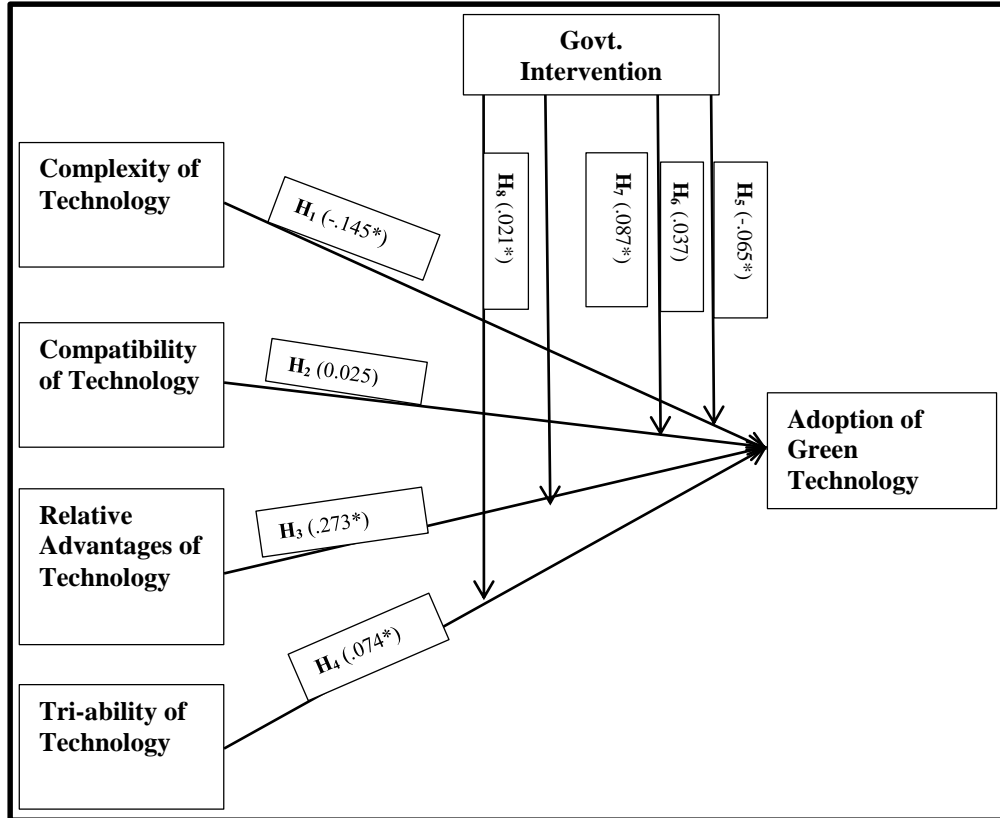 Govt.
Intervention
Complexity of
Technology
H₁ (-.145*)
H₈ (.021*)
H₇ (.087*)
H₆ (.037)
H₅ (-.065*)
Compatibility
of Technology
H₂ (0.025)
Adoption of
Green
Technology
Relative
Advantages of
Technology
H₃ (.273*)
H₄ (.074*)
Tri-ability of
Technology